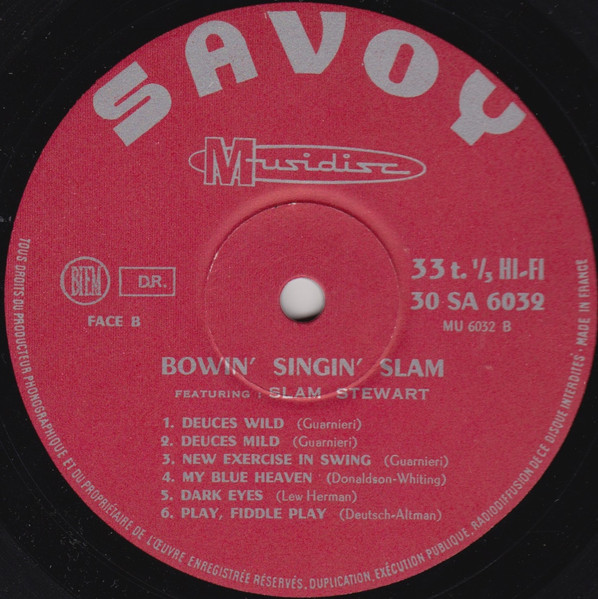 SAVOY
Musidisc
BIEM
D.R.
FACE B
33 t. 1/3 HI-FI
30 SA 6032
MU 6032 B
BOWIN' SINGIN' SLAM
FEATURING : SLAM STEWART
1. DEUCES WILD (Guarnieri)
2. DEUCES MILD (Guarnieri)
3. NEW EXERCISE IN SWING (Guarnieri)
4. MY BLUE HEAVEN (Donaldson-Whiting)
5. DARK EYES (Lew Herman)
6. PLAY, FIDDLE PLAY (Deutsch-Altman)
TOUS DROITS DU PRODUCTEUR PHONOGRAPHIQUE ET DU PROPRIÉTAIRE DE L'ŒUVRE ENREGISTRÉE RÉSERVÉS, DUPLICATION, EXÉCUTION PUBLIQUE, RADIODIFFUSION DE CE DISQUE INTERDITES - MADE IN FRANCE